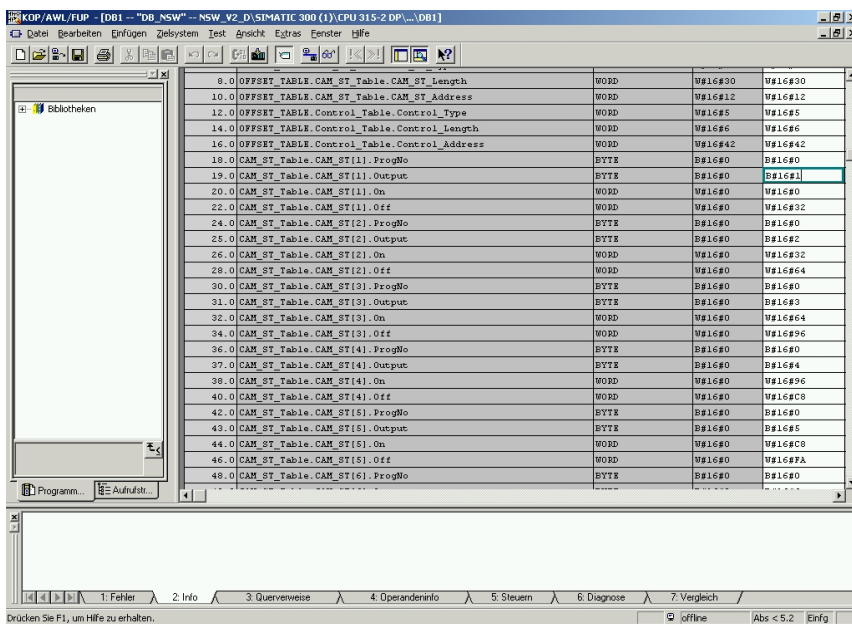 KOP/AWL/FUP - [DB1 -- "DB_NSW" -- NSW_V2_D\SIMATIC 300 (1)\CPU 315-2 DP\...\DB1]
Datei Bearbeiten Einfügen Zielsystem Test Ansicht Extras Fenster Hilfe
Bibliotheken
8.0 OFFSET_TABLE.CAM_ST_Table.CAM_ST_Length WORD W#16#30 W#16#30
10.0 OFFSET_TABLE.CAM_ST_Table.CAM_ST_Address WORD W#16#12 W#16#12
12.0 OFFSET_TABLE.Control_Table.Control_Type WORD W#16#5 W#16#5
14.0 OFFSET_TABLE.Control_Table.Control_Length WORD W#16#6 W#16#6
16.0 OFFSET_TABLE.Control_Table.Control_Address WORD W#16#42 W#16#42
18.0 CAM_ST_Table.CAM_ST[1].ProgNo BYTE B#16#0 B#16#0
19.0 CAM_ST_Table.CAM_ST[1].Output BYTE B#16#0 B#16#1
20.0 CAM_ST_Table.CAM_ST[1].On WORD W#16#0 W#16#0
22.0 CAM_ST_Table.CAM_ST[1].Off WORD W#16#0 W#16#32
24.0 CAM_ST_Table.CAM_ST[2].ProgNo BYTE B#16#0 B#16#0
25.0 CAM_ST_Table.CAM_ST[2].Output BYTE B#16#0 B#16#2
26.0 CAM_ST_Table.CAM_ST[2].On WORD W#16#0 W#16#32
28.0 CAM_ST_Table.CAM_ST[2].Off WORD W#16#0 W#16#64
30.0 CAM_ST_Table.CAM_ST[3].ProgNo BYTE B#16#0 B#16#0
31.0 CAM_ST_Table.CAM_ST[3].Output BYTE B#16#0 B#16#3
32.0 CAM_ST_Table.CAM_ST[3].On WORD W#16#0 W#16#64
34.0 CAM_ST_Table.CAM_ST[3].Off WORD W#16#0 W#16#96
36.0 CAM_ST_Table.CAM_ST[4].ProgNo BYTE B#16#0 B#16#0
37.0 CAM_ST_Table.CAM_ST[4].Output BYTE B#16#0 B#16#4
38.0 CAM_ST_Table.CAM_ST[4].On WORD W#16#0 W#16#96
40.0 CAM_ST_Table.CAM_ST[4].Off WORD W#16#0 W#16#C8
42.0 CAM_ST_Table.CAM_ST[5].ProgNo BYTE B#16#0 B#16#0
43.0 CAM_ST_Table.CAM_ST[5].Output BYTE B#16#0 B#16#5
44.0 CAM_ST_Table.CAM_ST[5].On WORD W#16#0 W#16#C8
46.0 CAM_ST_Table.CAM_ST[5].Off WORD W#16#0 W#16#FA
48.0 CAM_ST_Table.CAM_ST[6].ProgNo BYTE B#16#0 B#16#0
Programm... Aufrufstr...
1: Fehler 2: Info 3: Querverweise 4: Operandeninfo 5: Steuern 6: Diagnose 7: Vergleich
Drücken Sie F1, um Hilfe zu erhalten. offline Abs < 5.2 Einfg